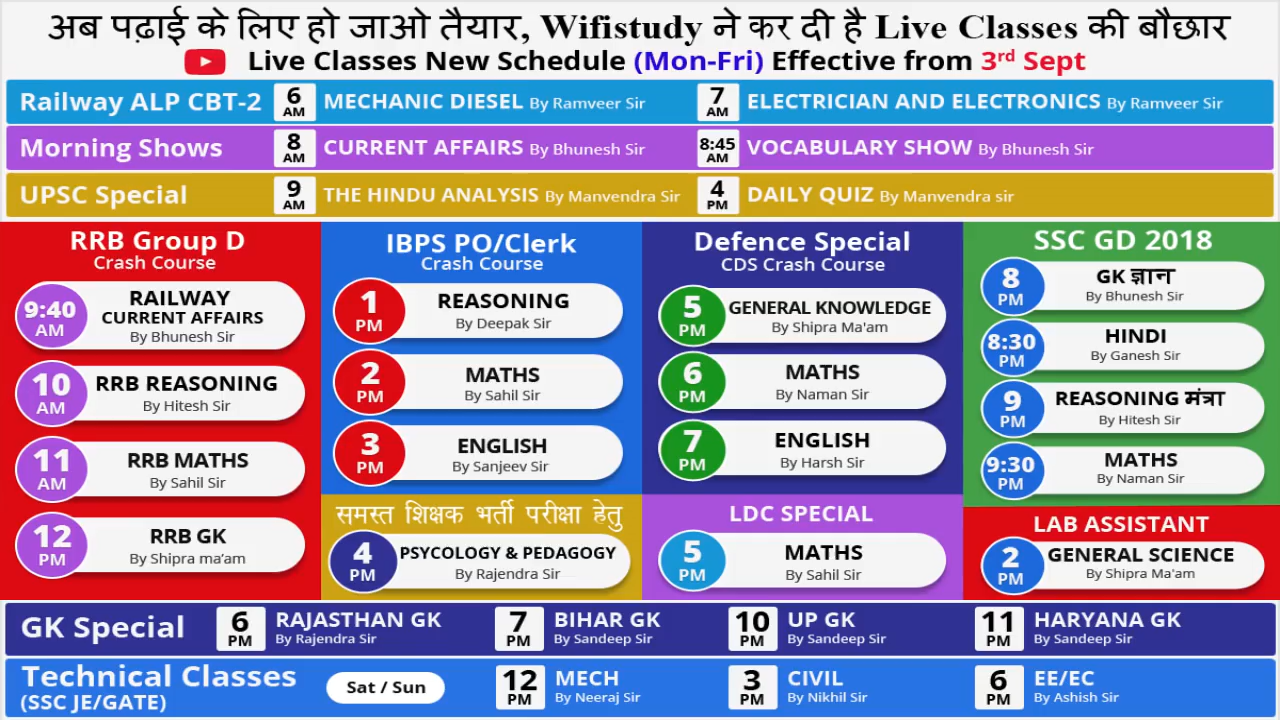 अब पढ़ाई के लिए हो जाओ तैयार, Wifistudy ने कर दी है Live Classes की बौछार
Live Classes New Schedule (Mon-Fri) Effective from 3rd Sept
Railway ALP CBT-2 6 AM MECHANIC DIESEL By Ramveer Sir 7 AM ELECTRICIAN AND ELECTRONICS By Ramveer Sir
Morning Shows 8 AM CURRENT AFFAIRS By Bhunesh Sir 8:45 AM VOCABULARY SHOW By Bhunesh Sir
UPSC Special 9 AM THE HINDU ANALYSIS By Manvendra Sir 4 PM DAILY QUIZ By Manvendra sir
RRB Group D
Crash Course
9:40 AM
RAILWAY
CURRENT AFFAIRS
By Bhunesh Sir
10 AM
RRB REASONING
By Hitesh Sir
11 AM
RRB MATHS
By Sahil Sir
12 PM
RRB GK
By Shipra ma'am
IBPS PO/Clerk
Crash Course
1 PM
REASONING
By Deepak Sir
2 PM
MATHS
By Sahil Sir
3 PM
ENGLISH
By Sanjeev Sir
समस्त शिक्षक भर्ती परीक्षा हेतु
4 PM
PSYCOLOGY & PEDAGOGY
By Rajendra Sir
Defence Special
CDS Crash Course
5 PM
GENERAL KNOWLEDGE
By Shipra Ma'am
6 PM
MATHS
By Naman Sir
7 PM
ENGLISH
By Harsh Sir
LDC SPECIAL
5 PM
MATHS
By Sahil Sir
SSC GD 2018
8 PM
GK ज्ञान
By Bhunesh Sir
8:30 PM
HINDI
By Ganesh Sir
9 PM
REASONING मंत्रा
By Hitesh Sir
9:30 PM
MATHS
By Naman Sir
LAB ASSISTANT
2 PM
GENERAL SCIENCE
By Shipra Ma'am
GK Special
6 PM
RAJASTHAN GK
By Rajendra Sir
7 PM
BIHAR GK
By Sandeep Sir
10 PM
UP GK
By Sandeep Sir
11 PM
HARYANA GK
By Sandeep Sir
Technical Classes
(SSC JE/GATE)
Sat / Sun
12 PM
MECH
By Neeraj Sir
3 PM
CIVIL
By Nikhil Sir
6 PM
EE/EC
By Ashish Sir